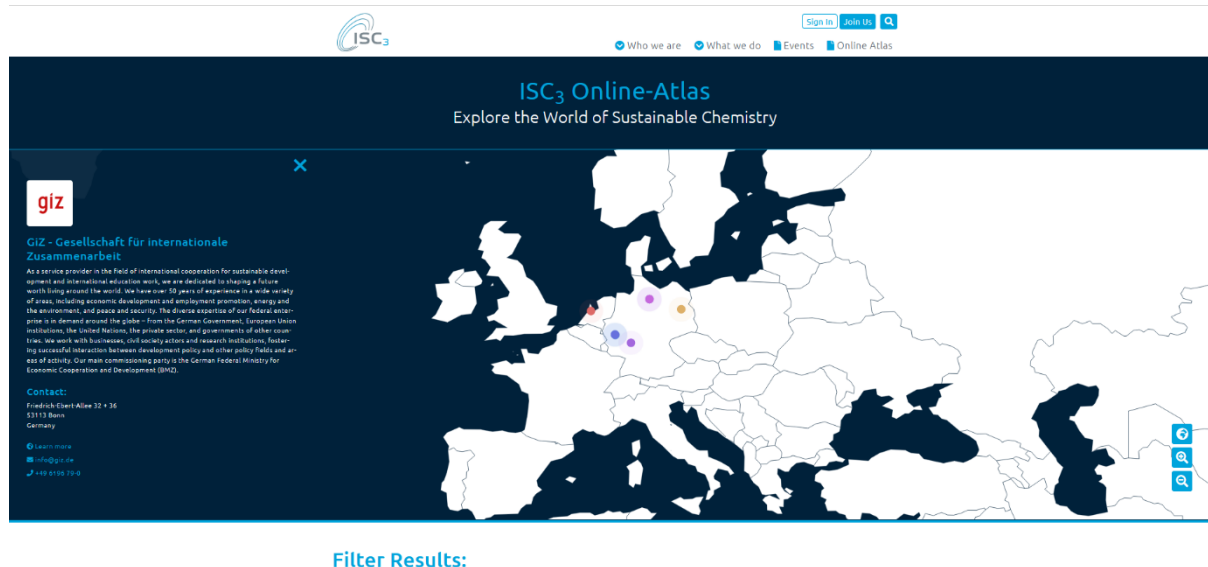 ISC3
Sign In Join Us
Who we are What we do Events Online Atlas
ISC3 Online-Atlas
Explore the World of Sustainable Chemistry
giz
GiZ - Gesellschaft für internationale
Zusammenarbeit
As a service provider in the field of international cooperation for sustainable devel-
opment and international education work, we are dedicated to shaping a future
worth living around the world. We have over 50 years of experience in a wide variety
of areas, including economic development and employment promotion, energy and
the environment, and peace and security. The diverse expertise of our federal enter-
prise is in demand around the globe – from the German Government, European Union
institutions, the United Nations, the private sector, and governments of other coun-
tries. We work with businesses, civil society actors and research institutions, foster-
ing successful interaction between development policy and other policy fields and ar-
eas of activity. Our main commissioning party is the German Federal Ministry for
Economic Cooperation and Development (BMZ).
Contact:
Friedrich-Ebert-Allee 32 + 36
53113 Bonn
Germany
Learn more
info@giz.de
+49 6196 79-0
Filter Results: